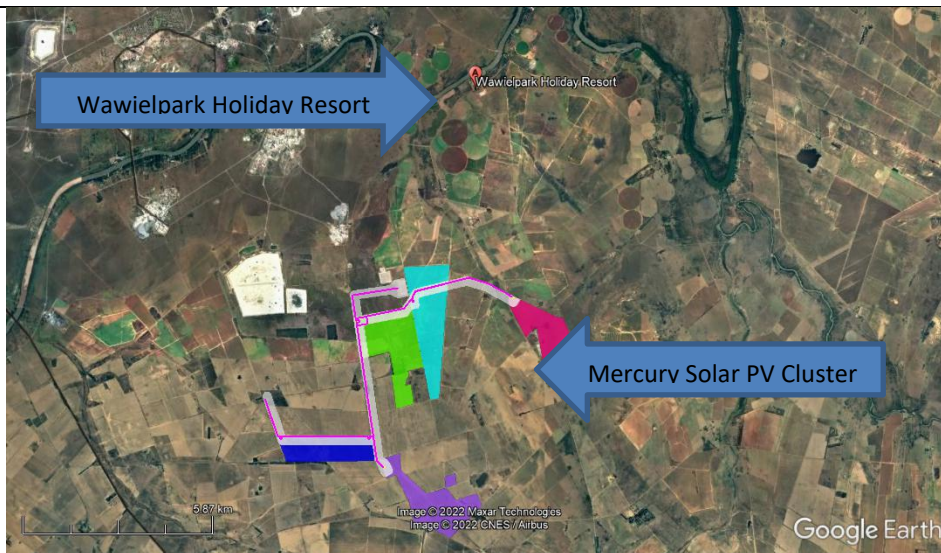 Wawielpark Holiday Resort
A
Wawielpark Holiday Resort
Mercury Solar PV Cluster
5.87 km
Image © 2022 Maxar Technologies
Image © 2022 CNES / Airbus
Google Earth